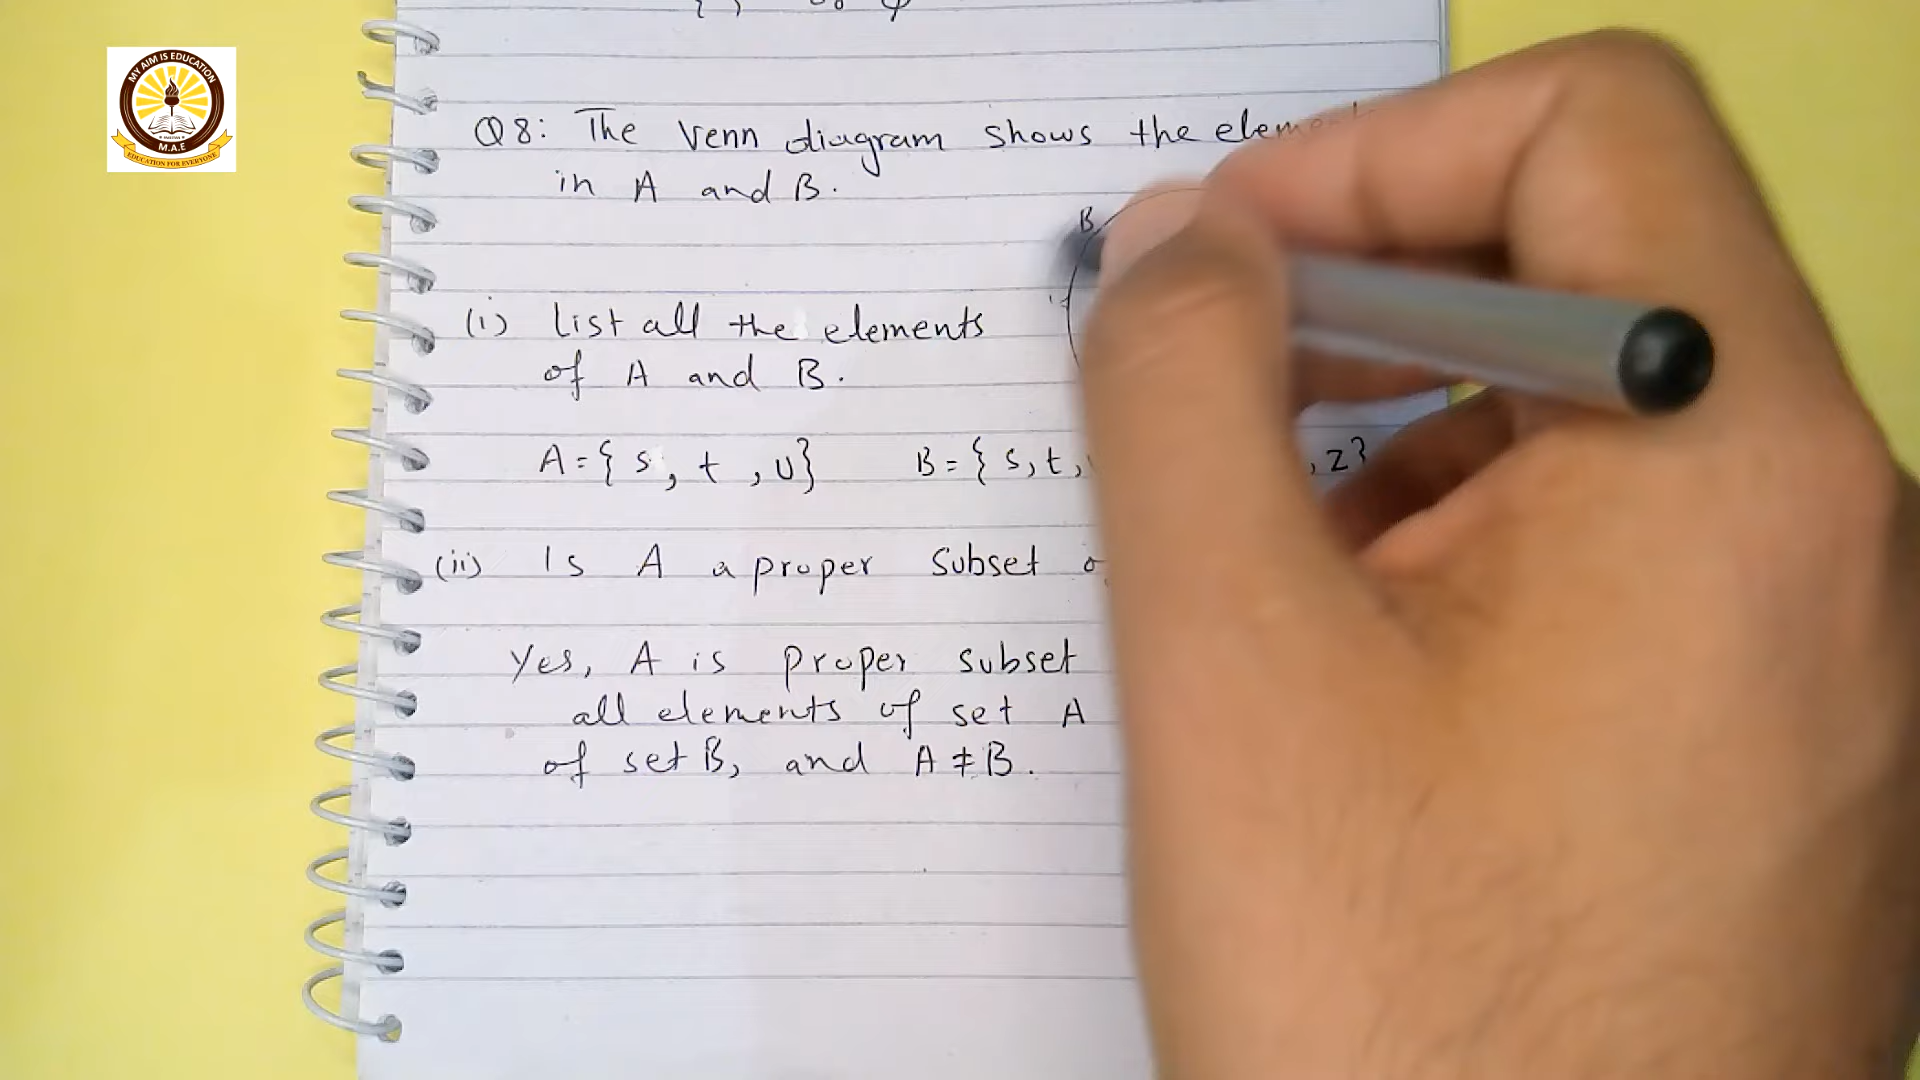 MY AIM IS EDUCATION
M.A.E
EDUCATION FOR EVERYONE
Q8: The Venn diagram shows the
in A and B.
B
(i) List all the elements
of A and B.
A = { s, t, u} B = { s, t, , z}
(ii) Is A a proper subset
Yes, A is proper subset
all elements of set A
of set B, and A ≠ B.